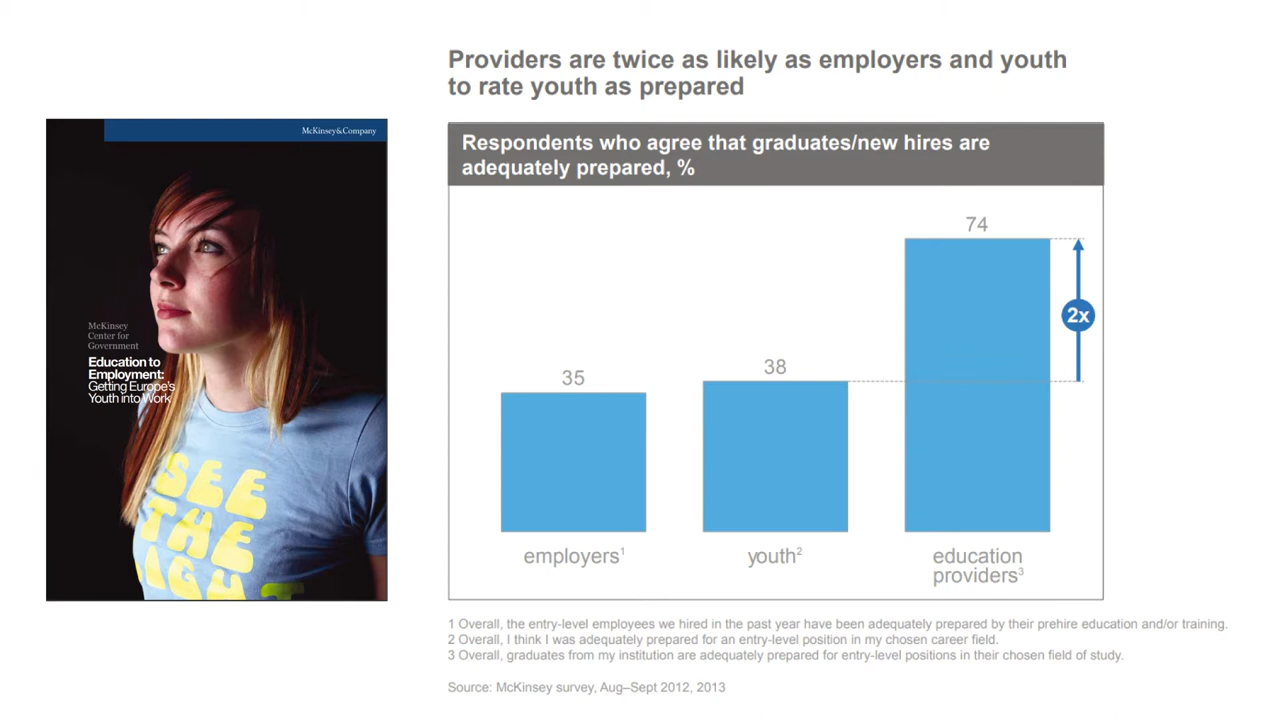 Providers are twice as likely as employers and youth
to rate youth as prepared
McKinsey&Company
McKinsey
Center for
Government
Education to
Employment:
Getting Europe's
Youth into Work
SEE
THE
LIGHT
Respondents who agree that graduates/new hires are
adequately prepared, %
74
2x
38
35
employers1
youth2
education
providers3
1 Overall, the entry-level employees we hired in the past year have been adequately prepared by their prehire education and/or training.
2 Overall, I think I was adequately prepared for an entry-level position in my chosen career field.
3 Overall, graduates from my institution are adequately prepared for entry-level positions in their chosen field of study.
Source: McKinsey survey, Aug–Sept 2012, 2013